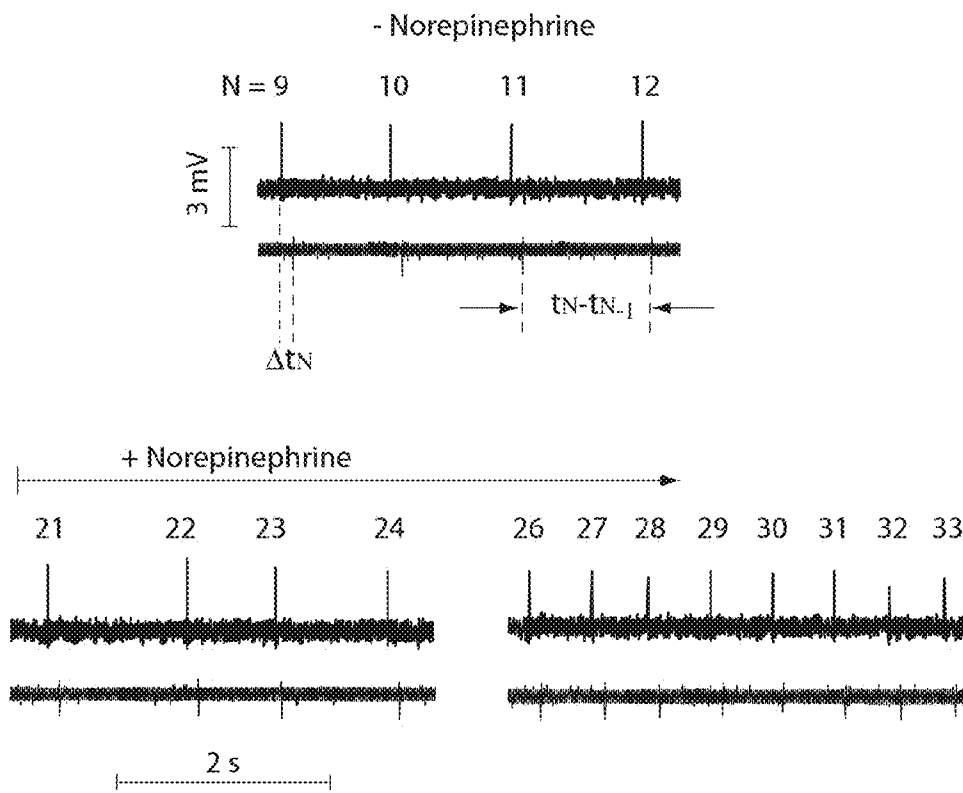 - Norepinephrine
N = 9 10 11 12
3 mV
tN-tN-1
ΔtN
+ Norepinephrine
21 22 23 24 26 27 28 29 30 31 32 33
2 s